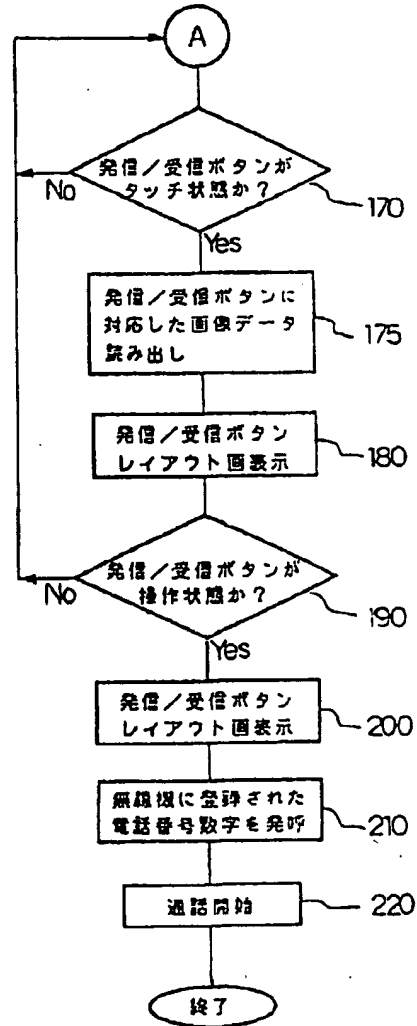 A
発信/受信ボタンが
タッチ状態か?
No
170
Yes
発信/受信ボタンに
対応した画像データ
読み出し
175
発信/受信ボタン
レイアウト画表示
180
発信/受信ボタンが
操作状態か?
No
190
Yes
発信/受信ボタン
レイアウト画表示
200
無線機に登録された
電話番号数字を発呼
210
通話開始
220
終了